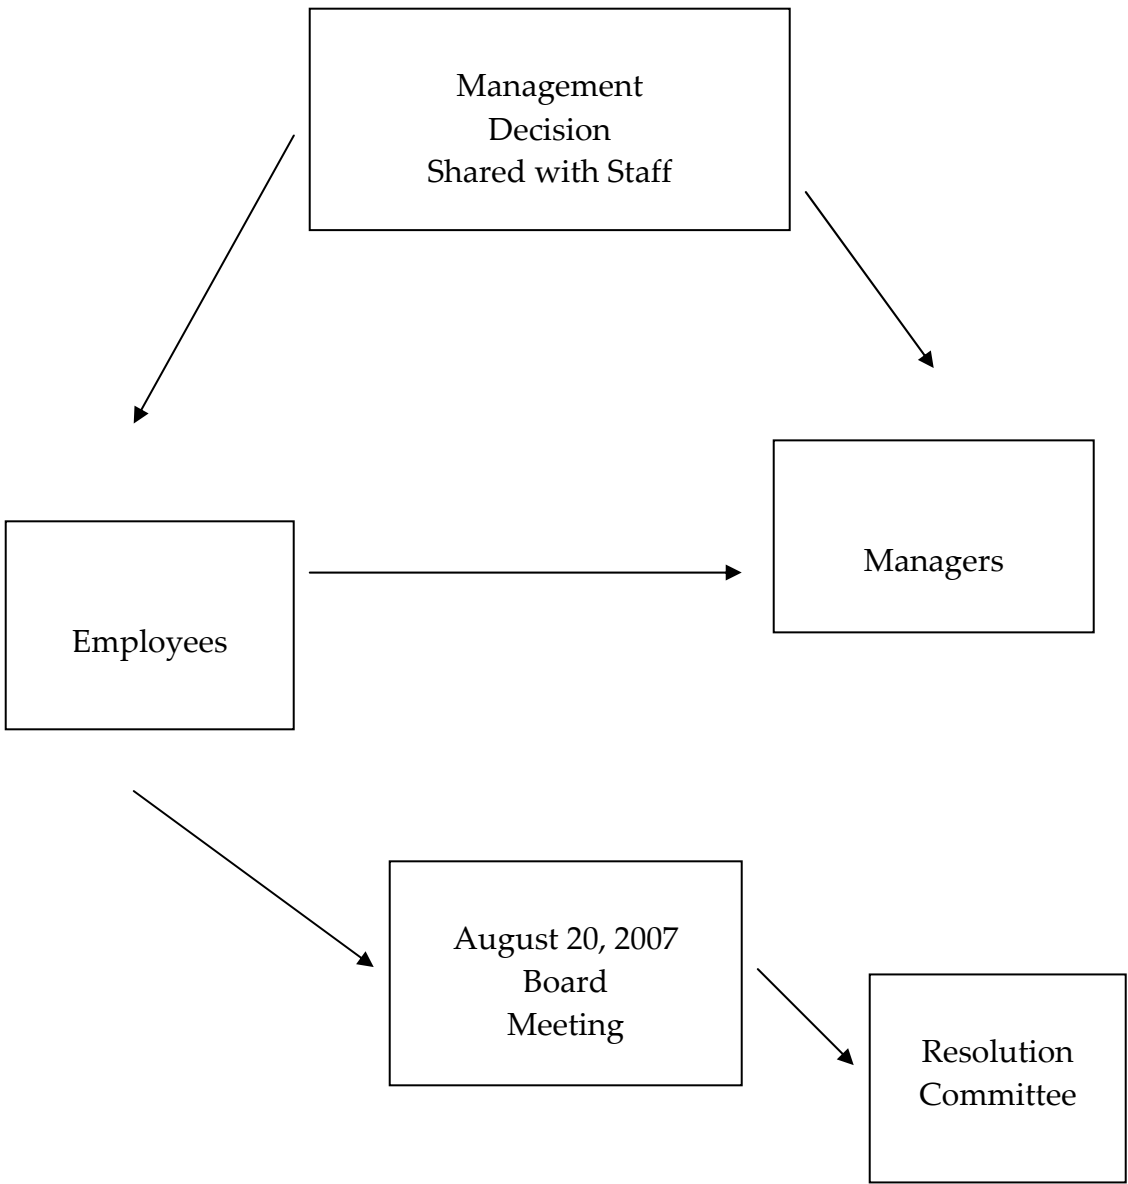 Management
Decision
Shared with Staff
Managers
Employees
August 20, 2007
Board
Meeting
Resolution
Committee